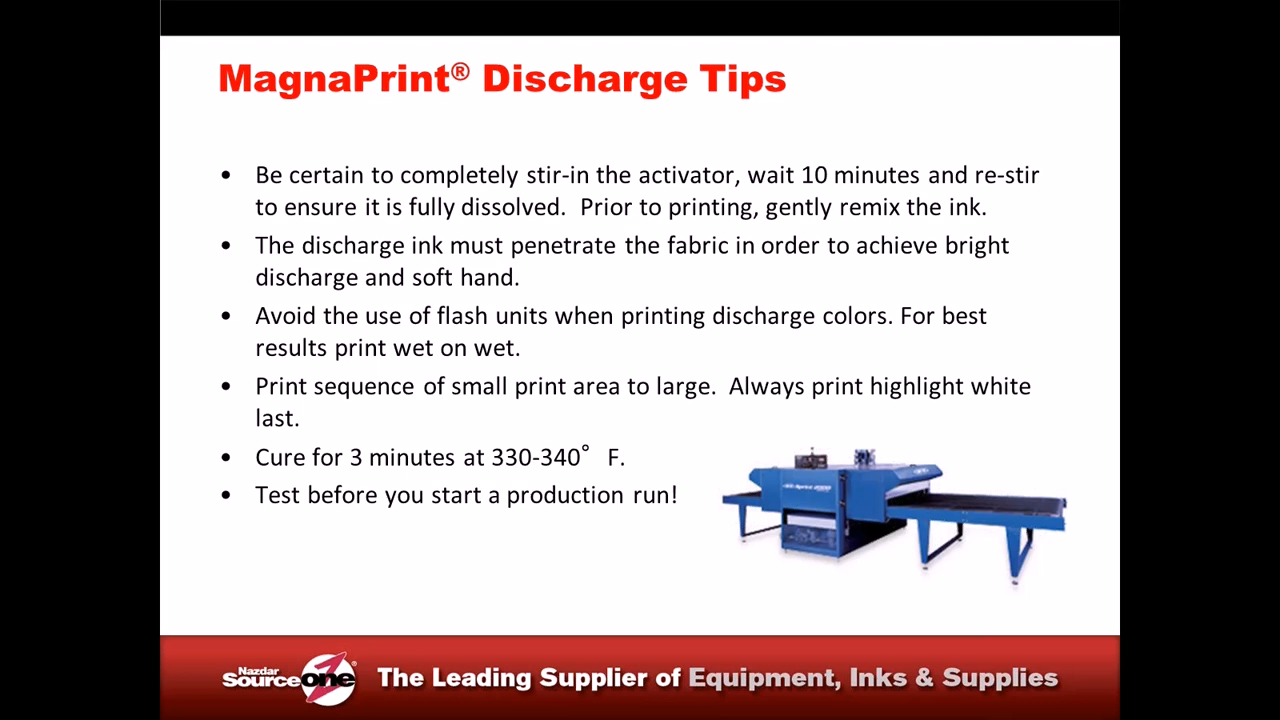 MagnaPrint® Discharge Tips
• Be certain to completely stir-in the activator, wait 10 minutes and re-stir
to ensure it is fully dissolved.  Prior to printing, gently remix the ink.
• The discharge ink must penetrate the fabric in order to achieve bright
discharge and soft hand.
• Avoid the use of flash units when printing discharge colors. For best
results print wet on wet.
• Print sequence of small print area to large.  Always print highlight white
last.
• Cure for 3 minutes at 330-340° F.
• Test before you start a production run!
Nazdar
sourceone®
The Leading Supplier of Equipment, Inks & Supplies